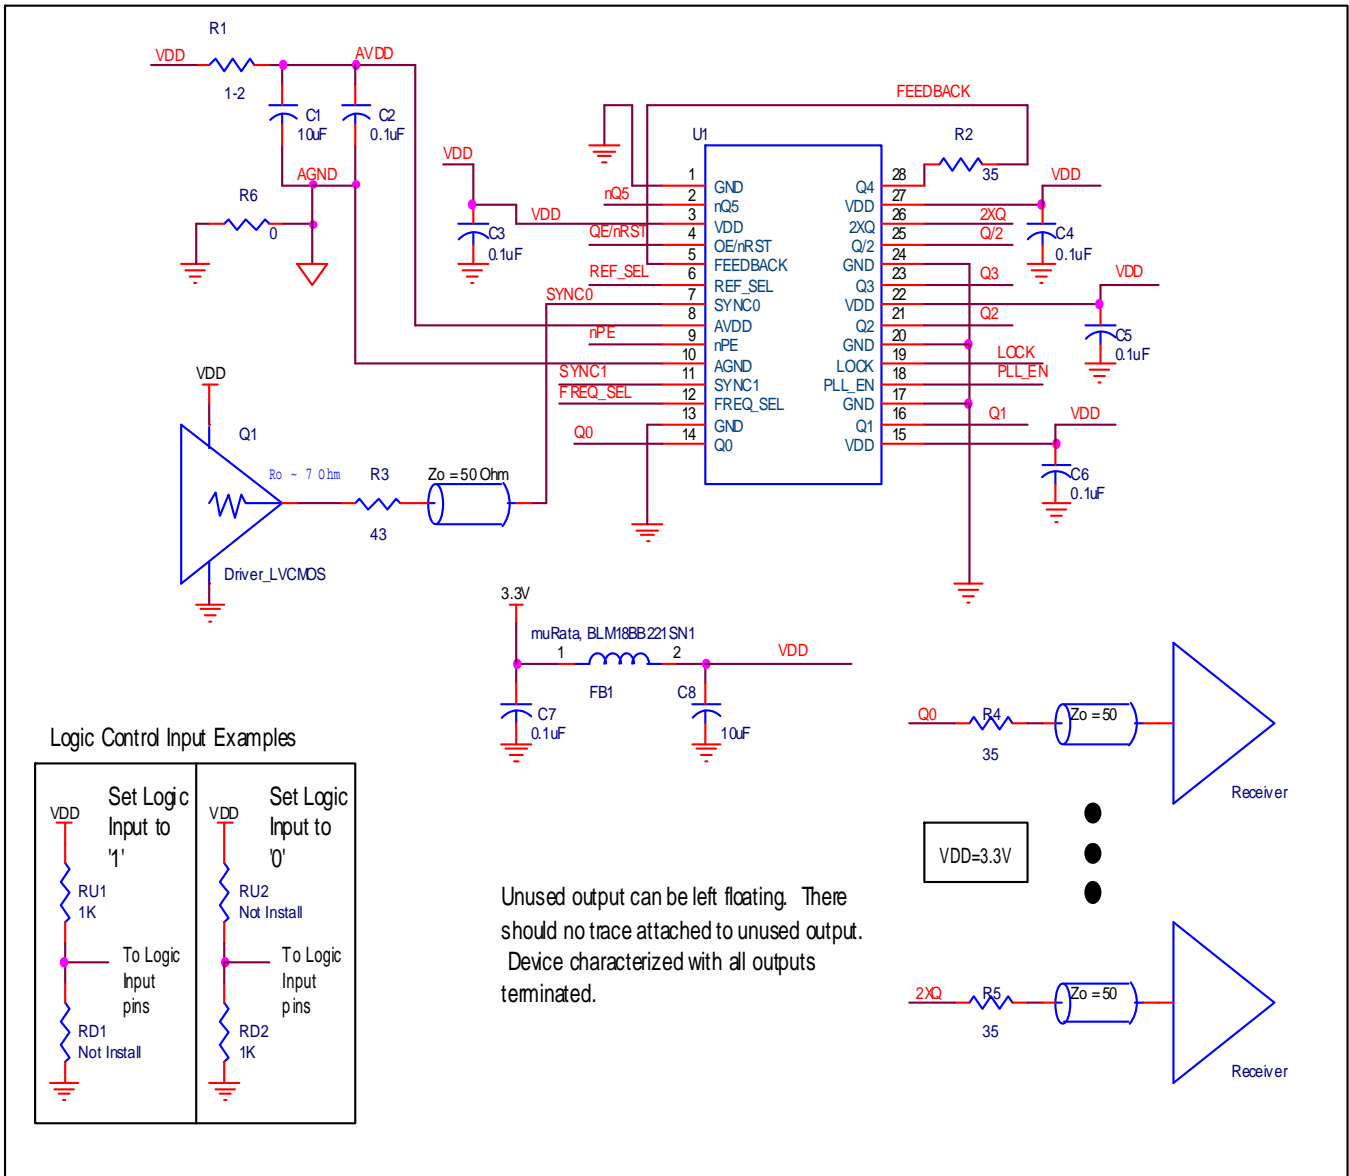 R1
VDD
AVDD
1-2
C1
10uF
C2
0.1uF
AGND
R6
0
VDD
C3
0.1uF
VDD
FEEDBACK
R2
35
U1
nQ5
OE/nRST
REF_SEL
SYNC0
nPE
SYNC1
FREQ_SEL
Q0
1 GND
2 nQ5
3 VDD
4 OE/nRST
5 FEEDBACK
6 REF_SEL
7 SYNC0
8 AVDD
9 nPE
10 AGND
11 SYNC1
12 FREQ_SEL
13 GND
14 Q0
28 Q4
27 VDD
26 2XQ
25 Q/2
24 GND
23 Q3
22 VDD
21 Q2
20 GND
19 LOCK
18 PLL_EN
17 GND
16 Q1
15 VDD
VDD
2XQ
Q/2
C4
0.1uF
Q3
VDD
Q2
C5
0.1uF
LOCK
PLL_EN
Q1
VDD
C6
0.1uF
VDD
Q1
Ro ~ 7 Ohm
R3
43
Zo = 50 Ohm
Driver_LVCMOS
3.3V
muRata, BLM18BB221SN1
1
2
VDD
FB1
C7
0.1uF
C8
10uF
Q0
R4
35
Zo = 50
Receiver
VDD=3.3V
2XQ
R5
35
Zo = 50
Receiver
Logic Control Input Examples
VDD
Set Logic
Input to
'1'
RU1
1K
To Logic
Input
pins
RD1
Not Install
VDD
Set Logic
Input to
'0'
RU2
Not Install
To Logic
Input
pins
RD2
1K
Unused output can be left floating. There
should no trace attached to unused output.
Device characterized with all outputs
terminated.